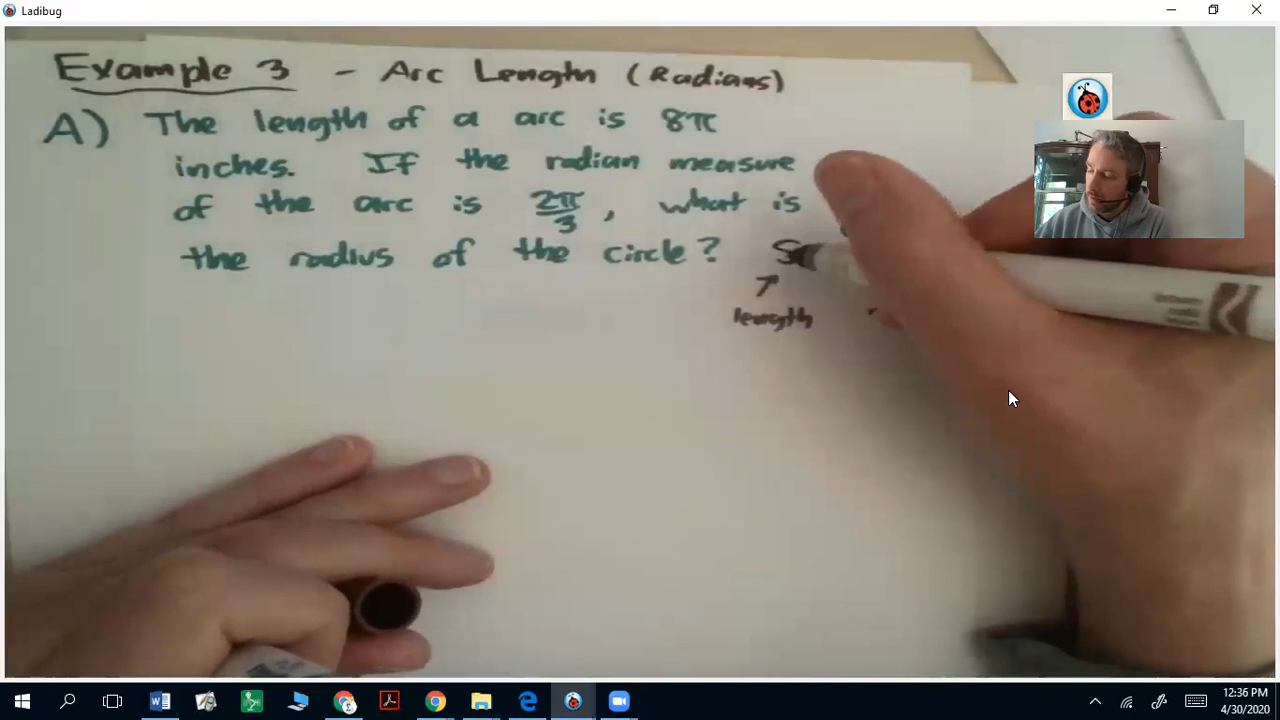 Ladibug
Example 3 - Arc Length (Radians)
A) The length of a arc is 8π
inches. If the radian measure
of the arc is 2π/3, what is
the radius of the circle? S
length
12:36 PM
4/30/2020